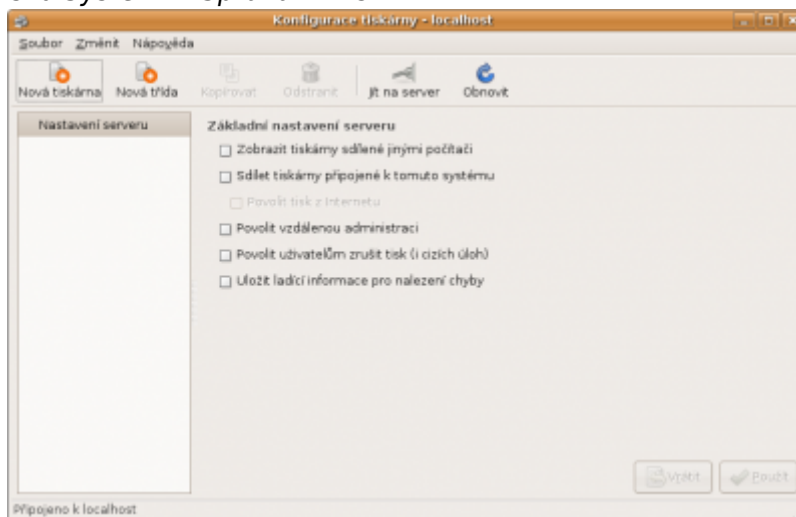 Konfigurace tiskárny - localhost
Soubor Změnit Nápověda
Nová tiskárna Nová třída Kopírovat Odstranit Jít na server Obnovit
Nastavení serveru
Základní nastavení serveru
Zobrazit tiskárny sdílené jinými počítači
Sdílet tiskárny připojené k tomuto systému
Povolit tisk z Internetu
Povolit vzdálenou administraci
Povolit uživatelům zrušit tisk (i cizích úloh)
Uložit ladící informace pro nalezení chyby
Vrátit Použít
Připojeno k localhost